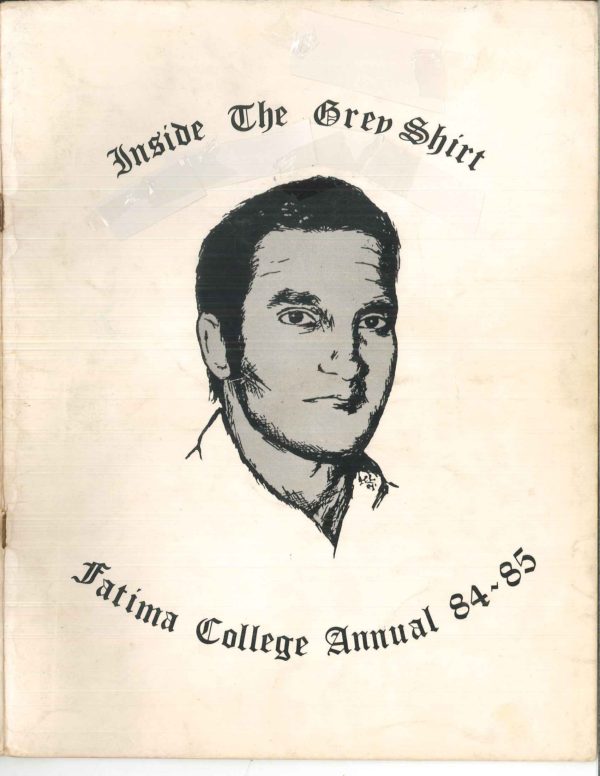 Inside The Grey Shirt
Fatima College Annual 84~85